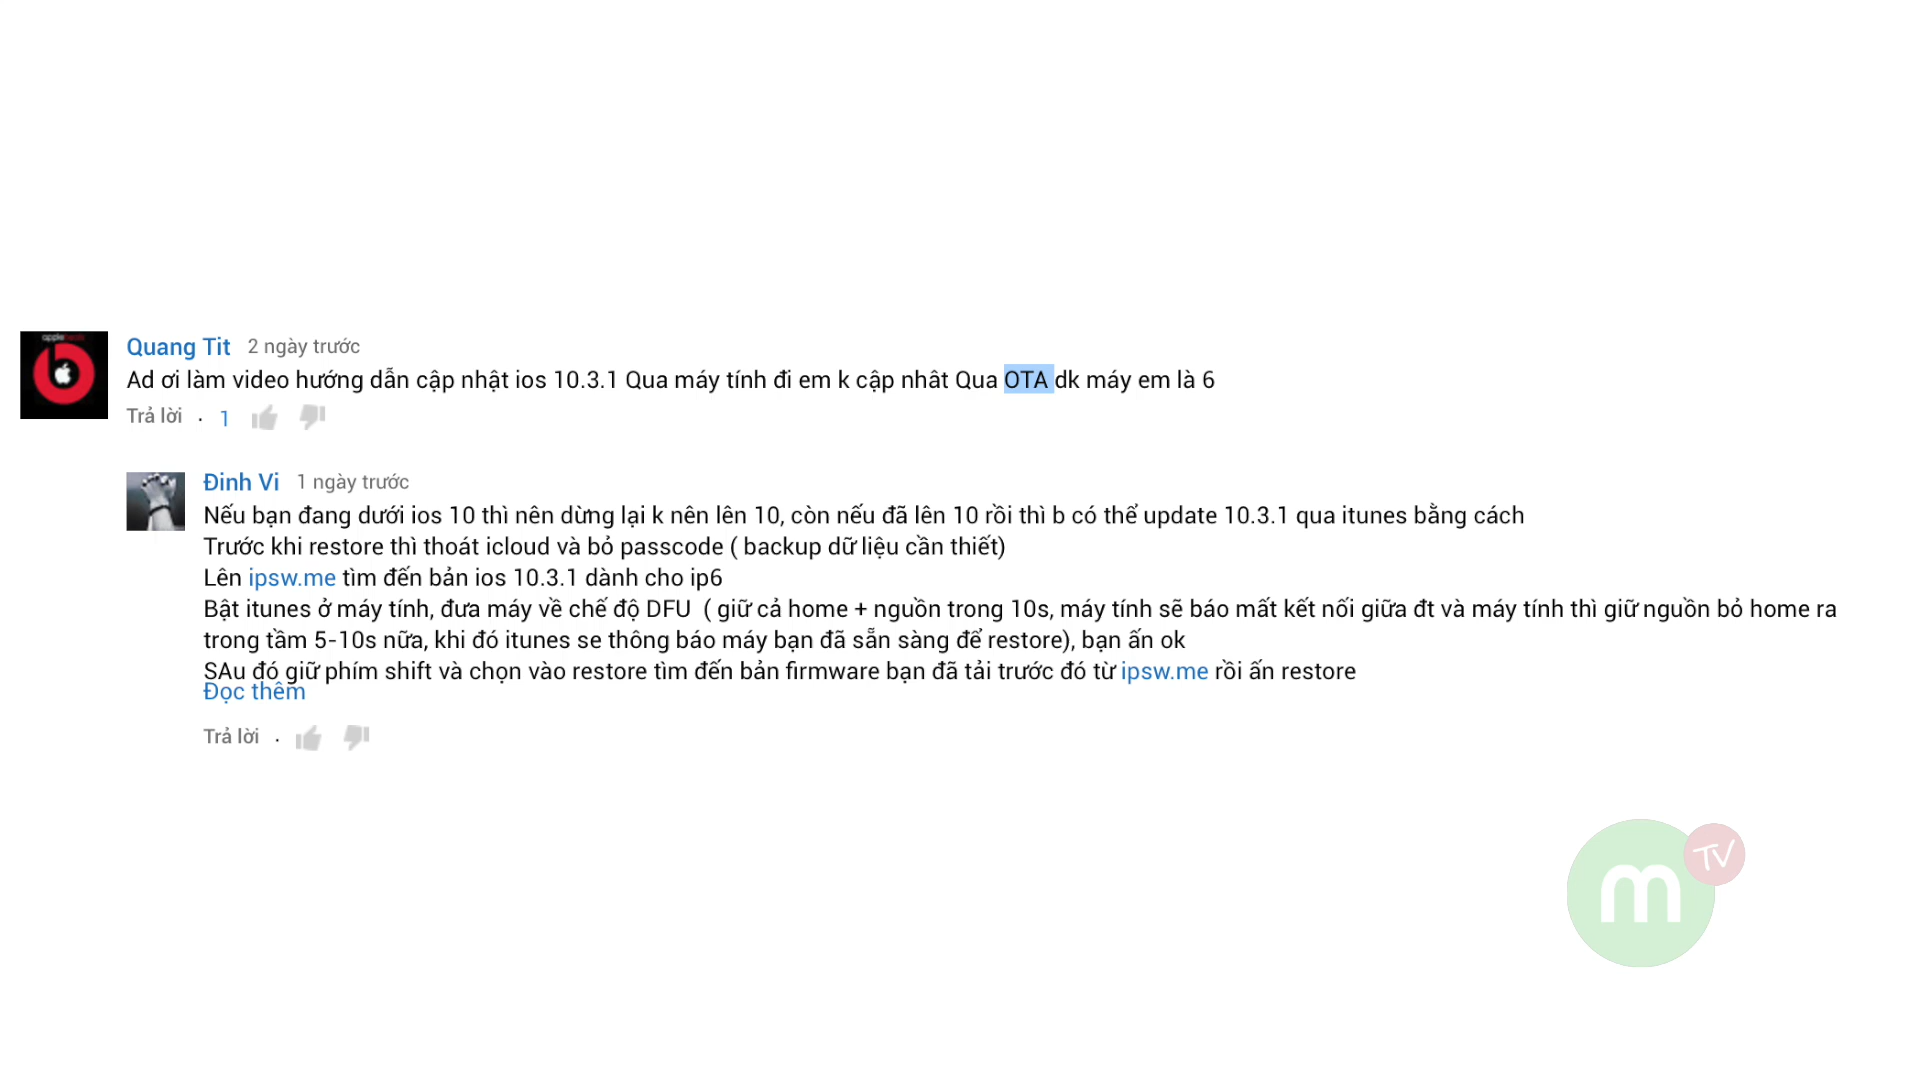 Quang Tit 2 ngày trước
Ad ơi làm video hướng dẫn cập nhật ios 10.3.1 Qua máy tính đi em k cập nhât Qua OTA dk máy em là 6
Trả lời · 1
Đinh Vi 1 ngày trước
Nếu bạn đang dưới ios 10 thì nên dừng lại k nên lên 10, còn nếu đã lên 10 rồi thì b có thể update 10.3.1 qua itunes bằng cách
Trước khi restore thì thoát icloud và bỏ passcode ( backup dữ liệu cần thiết)
Lên ipsw.me tìm đến bản ios 10.3.1 dành cho ip6
Bật itunes ở máy tính, đưa máy về chế độ DFU ( giữ cả home + nguồn trong 10s, máy tính sẽ báo mất kết nối giữa đt và máy tính thì giữ nguồn bỏ home ra
trong tầm 5-10s nữa, khi đó itunes se thông báo máy bạn đã sẵn sàng để restore), bạn ấn ok
SAu đó giữ phím shift và chọn vào restore tìm đến bản firmware bạn đã tải trước đó từ ipsw.me rồi ấn restore
Đọc thêm
Trả lời ·
m TV